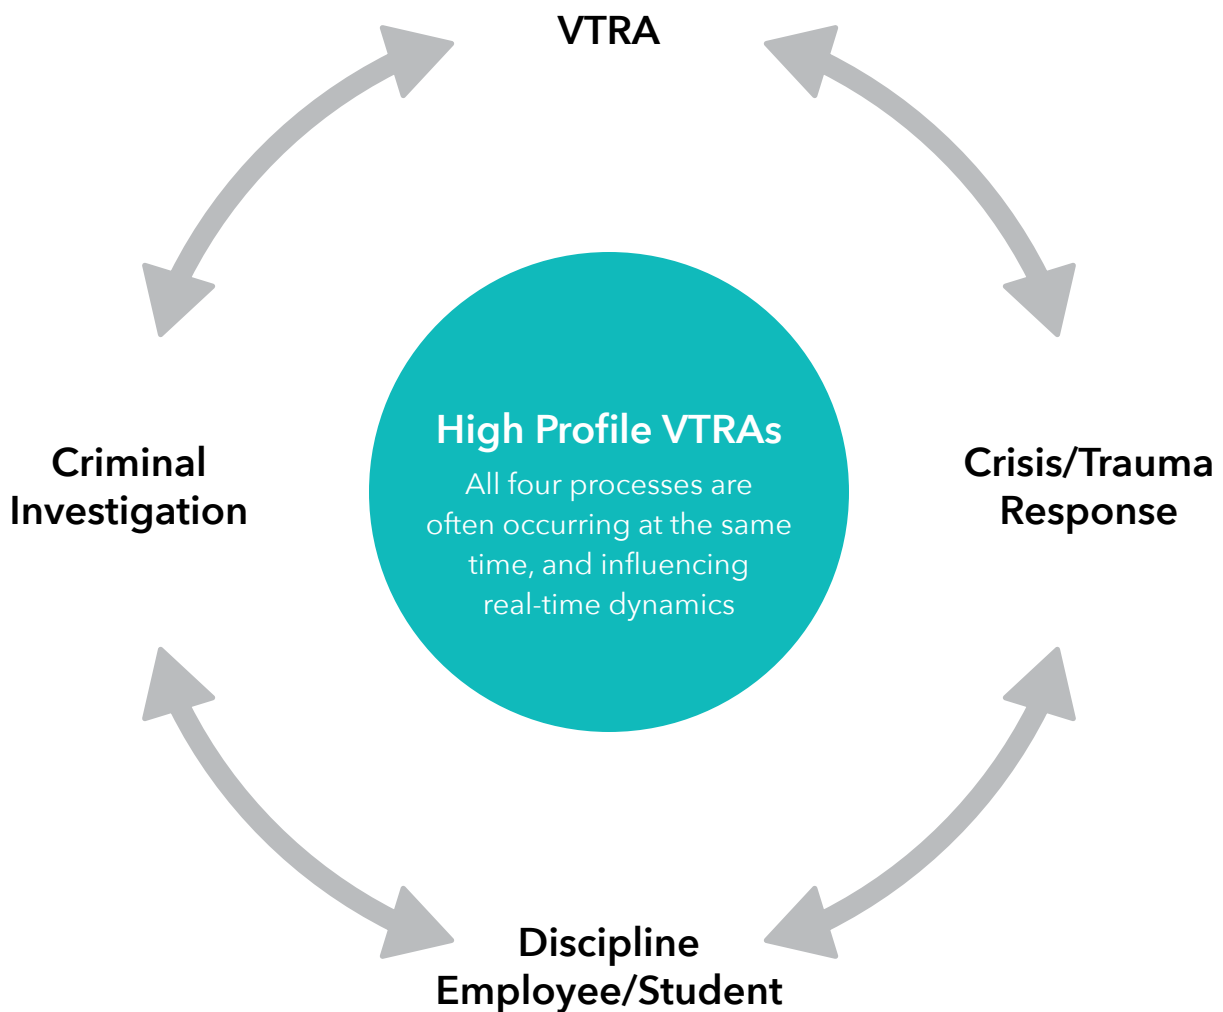 VTRA
High Profile VTRAs
All four processes are
often occurring at the same
time, and influencing
real-time dynamics
Criminal
Investigation
Crisis/Trauma
Response
Discipline
Employee/Student